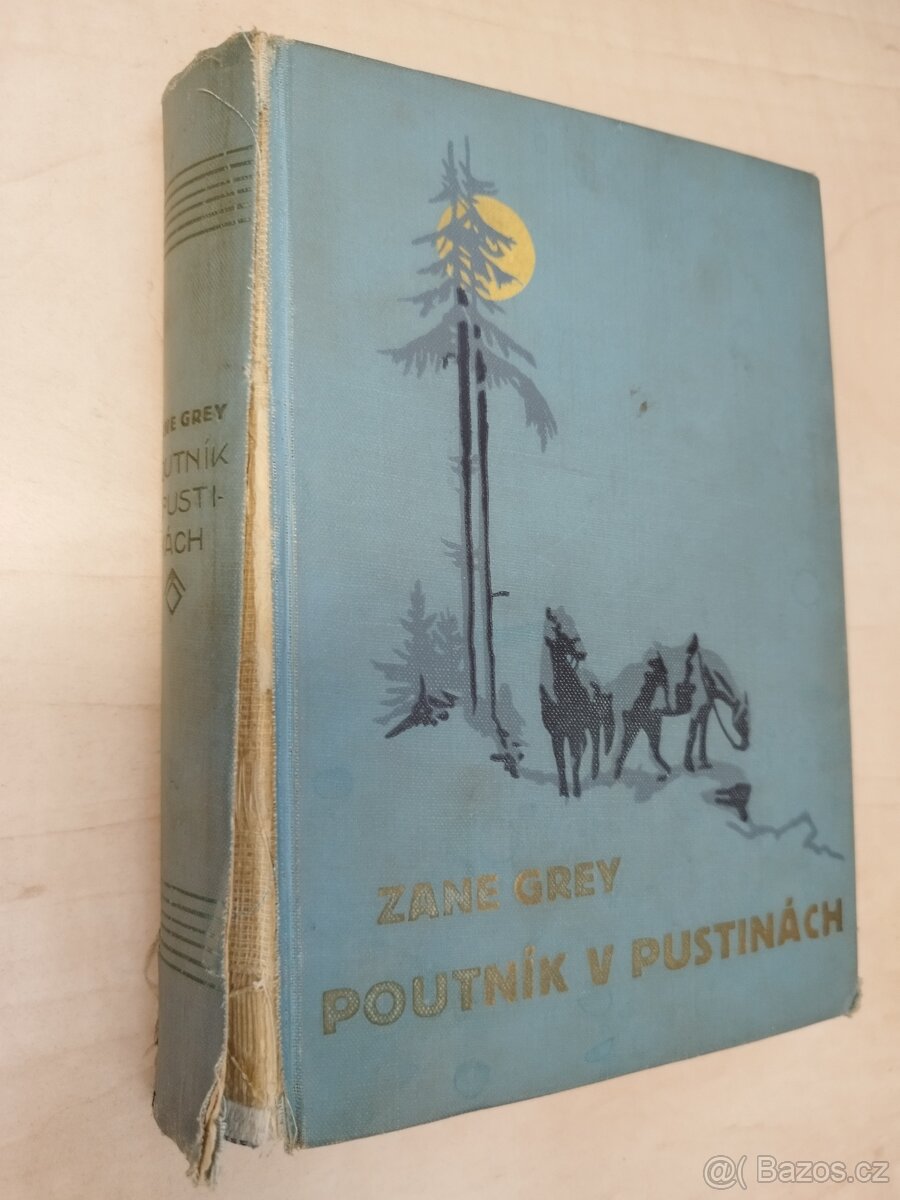 NE GREY
UTNÍK
PUSTI-
ÁCH
ZANE GREY
POUTNÍK V PUSTINÁCH
@( Bazos.cz